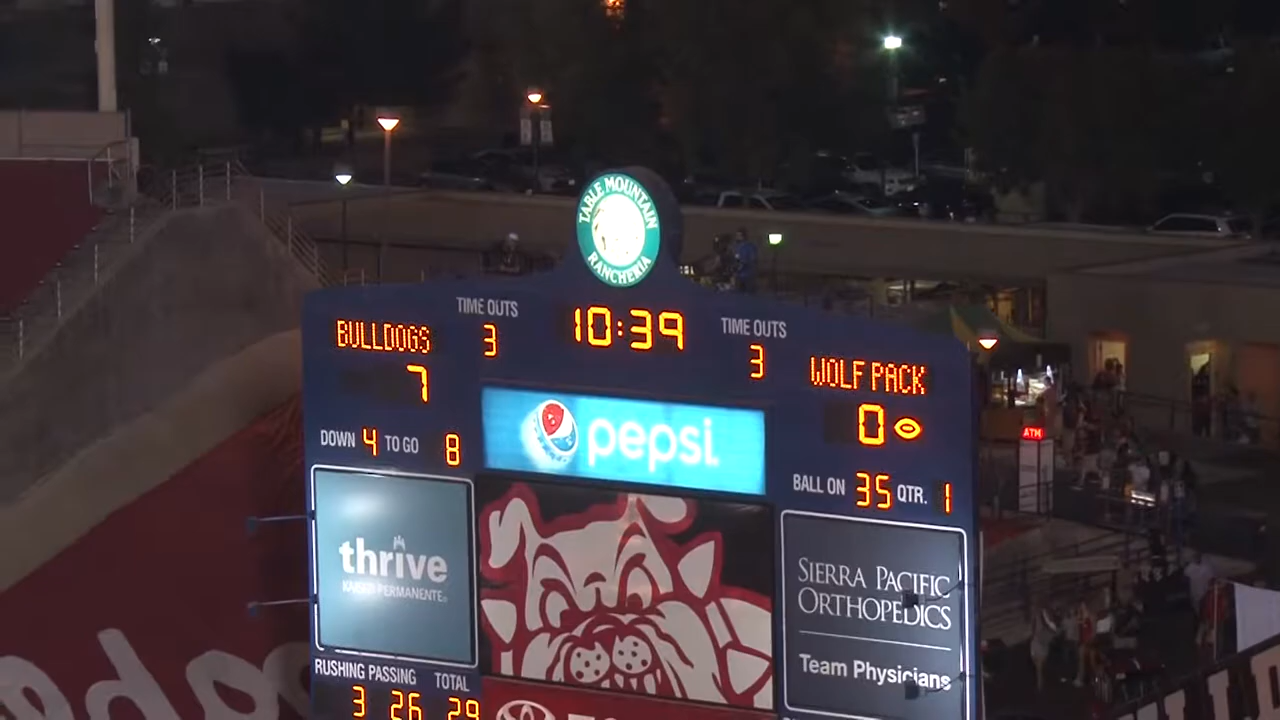 TABLE MOUNTAIN
RANCHERIA
TIME OUTS
3
10:39
TIME OUTS
3
BULLDOGS
7
WOLF PACK
0
DOWN 4 TO GO 8
pepsi
BALL ON 35 QTR. 1
ATM
thrive
KAISER PERMANENTE
SIERRA PACIFIC
ORTHOPEDICS
Team Physicians
RUSHING PASSING TOTAL
3 26 29